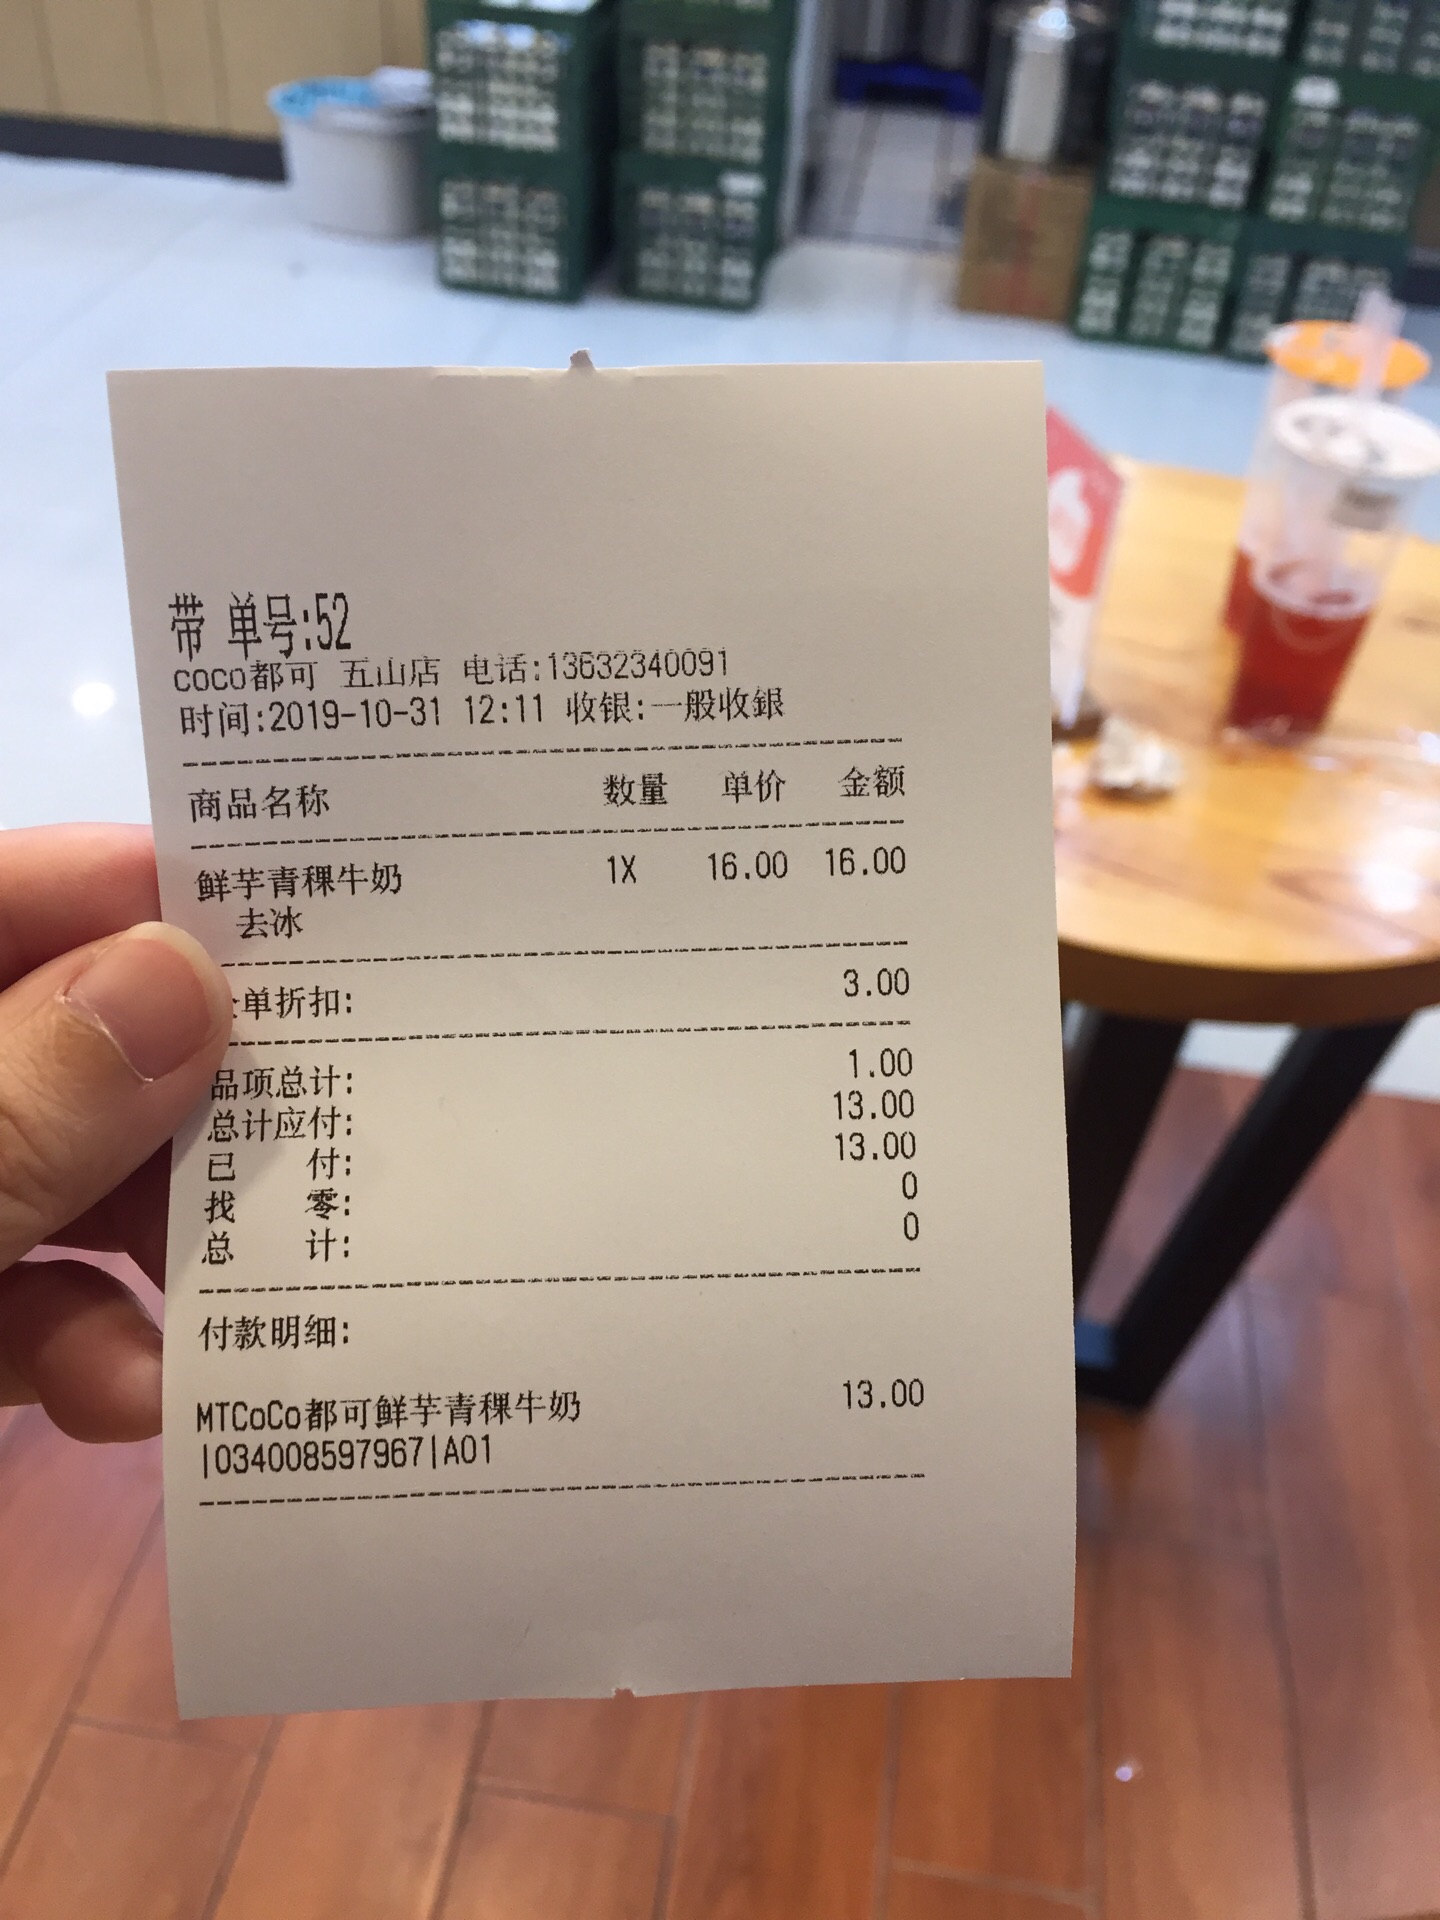 带 单号:52
COCO都可 五山店 电话:13632340091
时间:2019-10-31 12:11 收银:一般收銀
商品名称 数量 单价 金额
鲜芋青稞牛奶 1X 16.00 16.00
去冰
单折扣: 3.00
品项总计: 1.00
总计应付: 13.00
已 付: 13.00
找 零: 0
总 计: 0
付款明细:
MTCoCo都可鲜芋青稞牛奶 13.00
|034008597967|A01